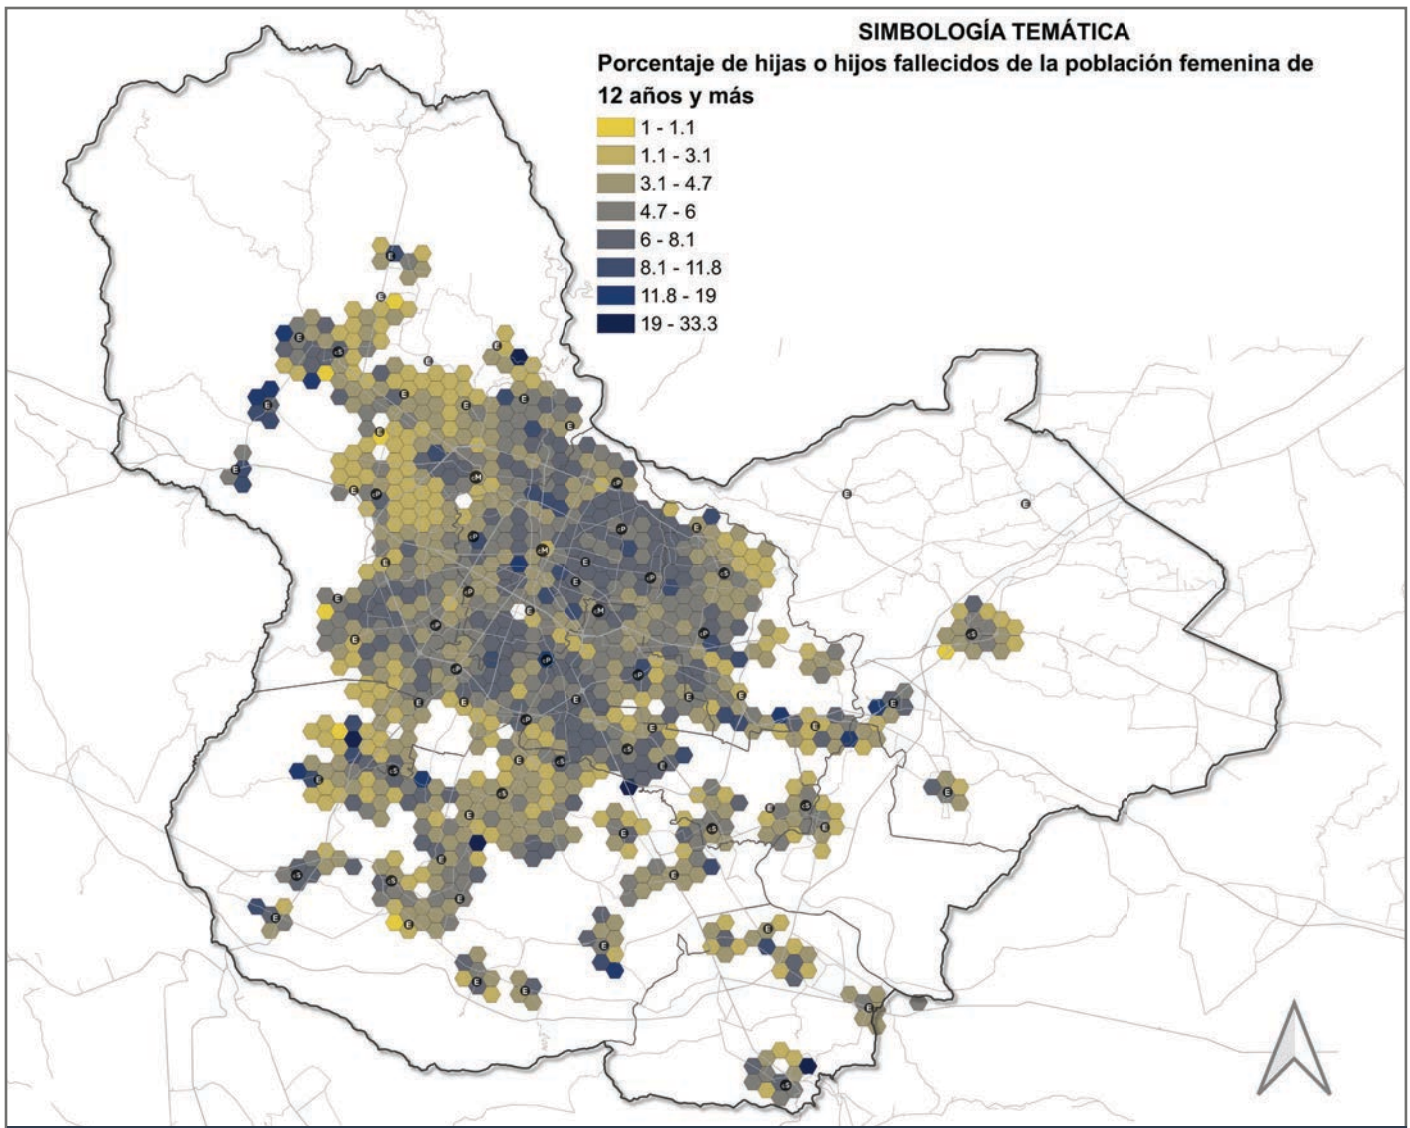 SIMBOLOGÍA TEMÁTICA
Porcentaje de hijas o hijos fallecidos de la población femenina de
12 años y más
1 - 1.1
1.1 - 3.1
3.1 - 4.7
4.7 - 6
6 - 8.1
8.1 - 11.8
11.8 - 19
19 - 33.3